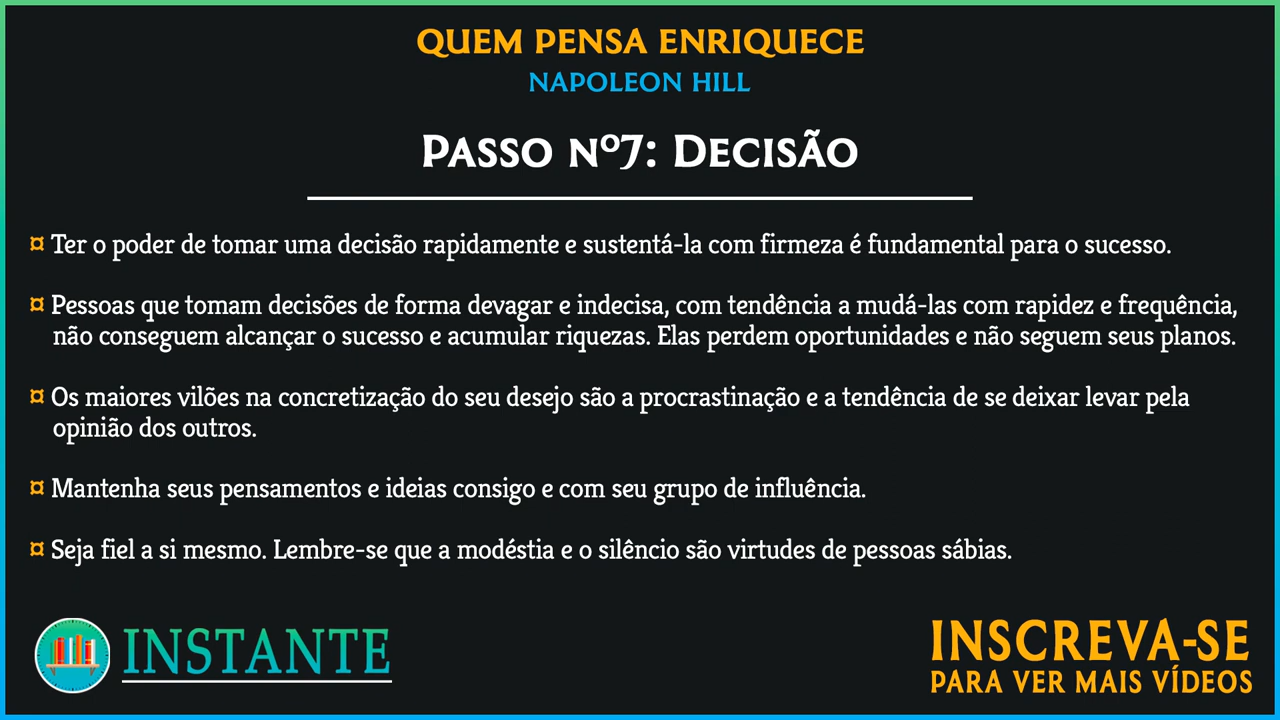 QUEM PENSA ENRIQUECE
NAPOLEON HILL
PASSO Nº7: DECISÃO
¤ Ter o poder de tomar uma decisão rapidamente e sustentá-la com firmeza é fundamental para o sucesso.
¤ Pessoas que tomam decisões de forma devagar e indecisa, com tendência a mudá-las com rapidez e frequência,
não conseguem alcançar o sucesso e acumular riquezas. Elas perdem oportunidades e não seguem seus planos.
¤ Os maiores vilões na concretização do seu desejo são a procrastinação e a tendência de se deixar levar pela
opinião dos outros.
¤ Mantenha seus pensamentos e ideias consigo e com seu grupo de influência.
¤ Seja fiel a si mesmo. Lembre-se que a modéstia e o silêncio são virtudes de pessoas sábias.
INSTANTE
INSCREVA-SE
PARA VER MAIS VÍDEOS